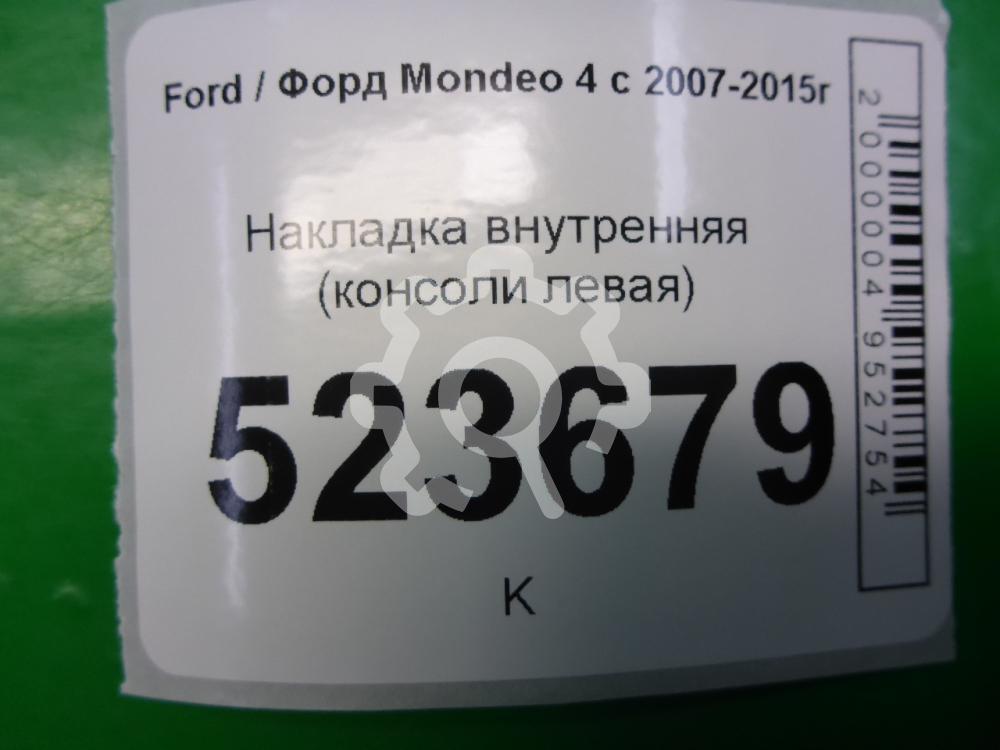 Ford / Форд Mondeo 4 с 2007-2015г
Накладка внутренняя
(консоли левая)
523679
К
2000004952754